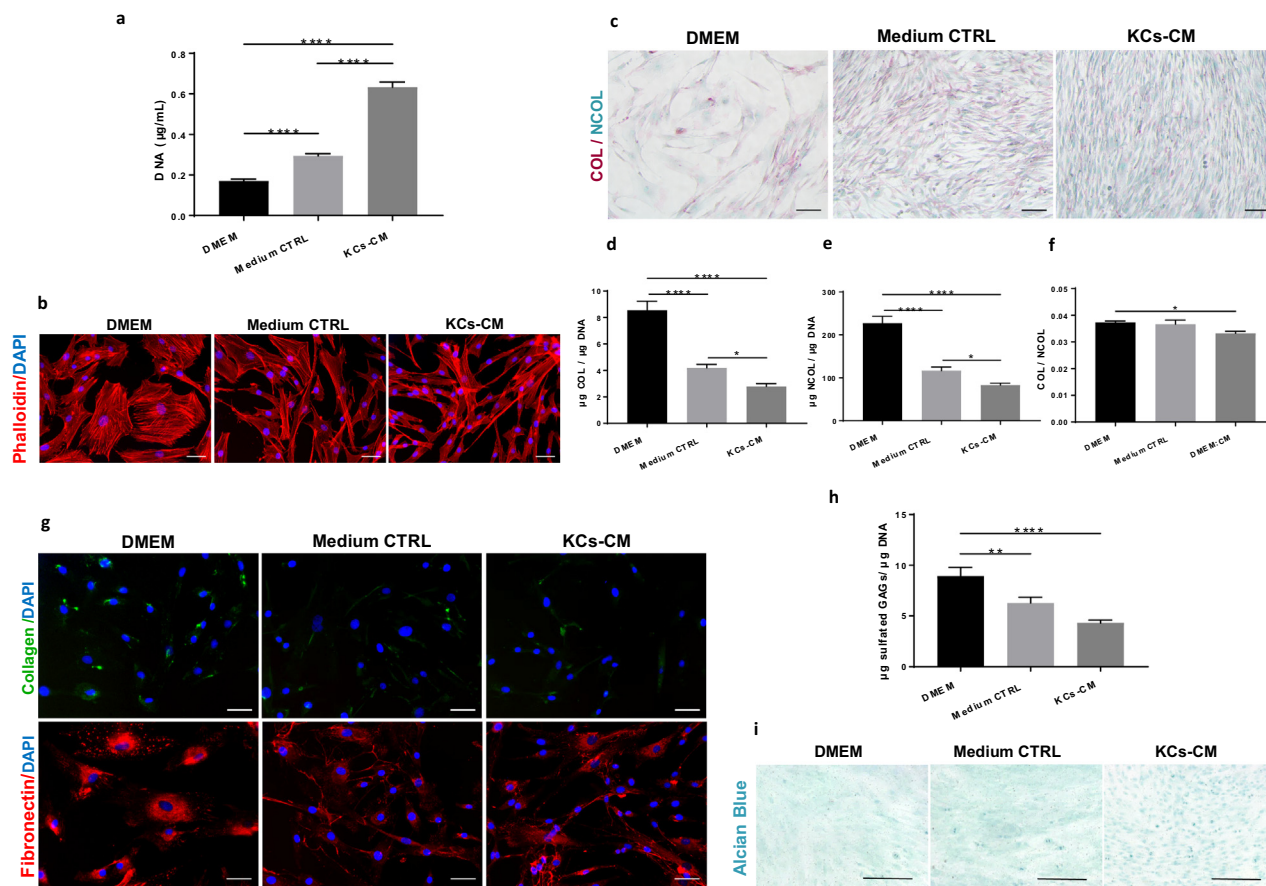 a
****
****
****
DNA (µg/mL)
0.8
0.6
0.4
0.2
0.0
DMEM
Medium CTRL
KCs-CM
b
DMEM
Medium CTRL
KCs-CM
Phalloidin/DAPI
c
DMEM
Medium CTRL
KCs-CM
COL / NCOL
d
****
****
*
µg COL / µg DNA
10
8
6
4
2
0
DMEM
Medium CTRL
KCs-CM
e
****
****
*
µg NCOL / µg DNA
300
200
100
0
DMEM
Medium CTRL
KCs-CM
f
*
COL / NCOL
0.05
0.04
0.03
0.02
0.01
0.00
DMEM
Medium CTRL
DMEM:CM
g
DMEM
Medium CTRL
KCs-CM
Collagen/DAPI
Fibronectin/DAPI
h
****
**
µg sulfated GAGs/ µg DNA
15
10
5
0
DMEM
Medium CTRL
KCs-CM
i
DMEM
Medium CTRL
KCs-CM
Alcian Blue